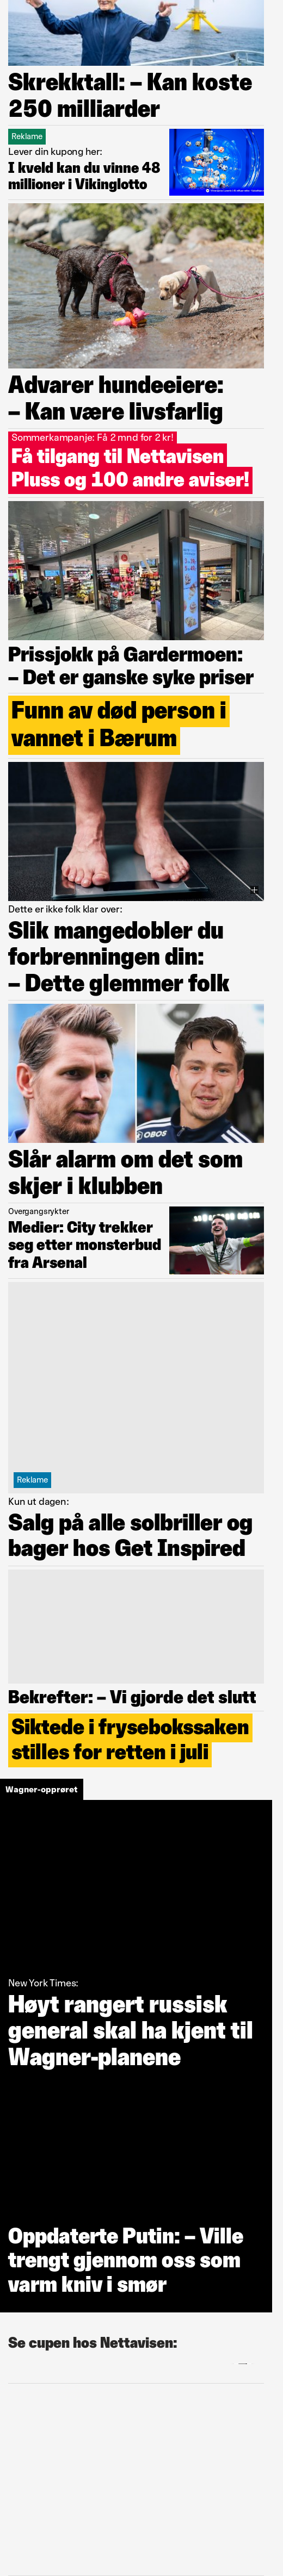 Skrekktall: – Kan koste
250 milliarder
Reklame
Lever din kupong her:
I kveld kan du vinne 48
millioner i Vikinglotto
Advarer hundeeiere:
– Kan være livsfarlig
Sommerkampanje: Få 2 mnd for 2 kr!
Få tilgang til Nettavisen
Pluss og 100 andre aviser!
Prissjokk på Gardermoen:
– Det er ganske syke priser
Funn av død person i
vannet i Bærum
Dette er ikke folk klar over:
Slik mangedobler du
forbrenningen din:
– Dette glemmer folk
OBOS
Slår alarm om det som
skjer i klubben
Overgangsrykter
Medier: City trekker
seg etter monsterbud
fra Arsenal
Reklame
Kun ut dagen:
Salg på alle solbriller og
bager hos Get Inspired
Bekrefter: – Vi gjorde det slutt
Siktede i frysebokssaken
stilles for retten i juli
Wagner-opprøret
New York Times:
Høyt rangert russisk
general skal ha kjent til
Wagner-planene
Oppdaterte Putin: – Ville
trengt gjennom oss som
varm kniv i smør
Se cupen hos Nettavisen: